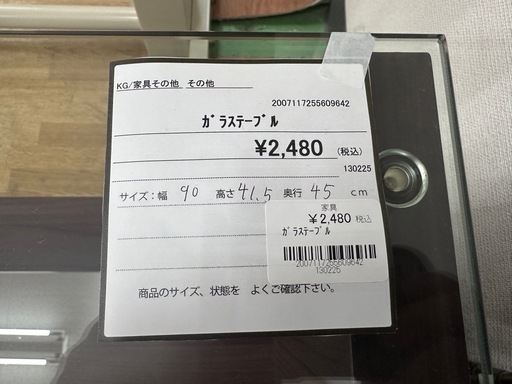 KG/家具その他 その他
2007117255609642
ｶﾞﾗｽﾃｰﾌﾞﾙ
¥2,480 (税込)
130225
サイズ：幅 90 高さ 41.5 奥行 45 cm
家具
¥2,480 税込
ｶﾞﾗｽﾃｰﾌﾞﾙ
2007117255609642
130225
商品のサイズ、状態を よくご確認下さい。